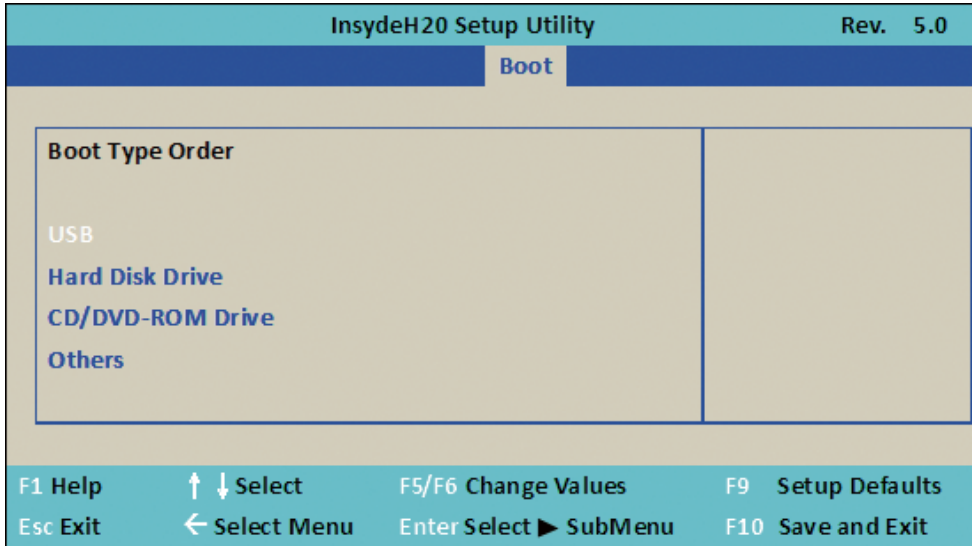 InsydeH20 Setup Utility Rev. 5.0
Boot
Boot Type Order
USB
Hard Disk Drive
CD/DVD-ROM Drive
Others
F1 Help ↑ ↓ Select F5/F6 Change Values F9 Setup Defaults
Esc Exit ← Select Menu Enter Select ▶ SubMenu F10 Save and Exit